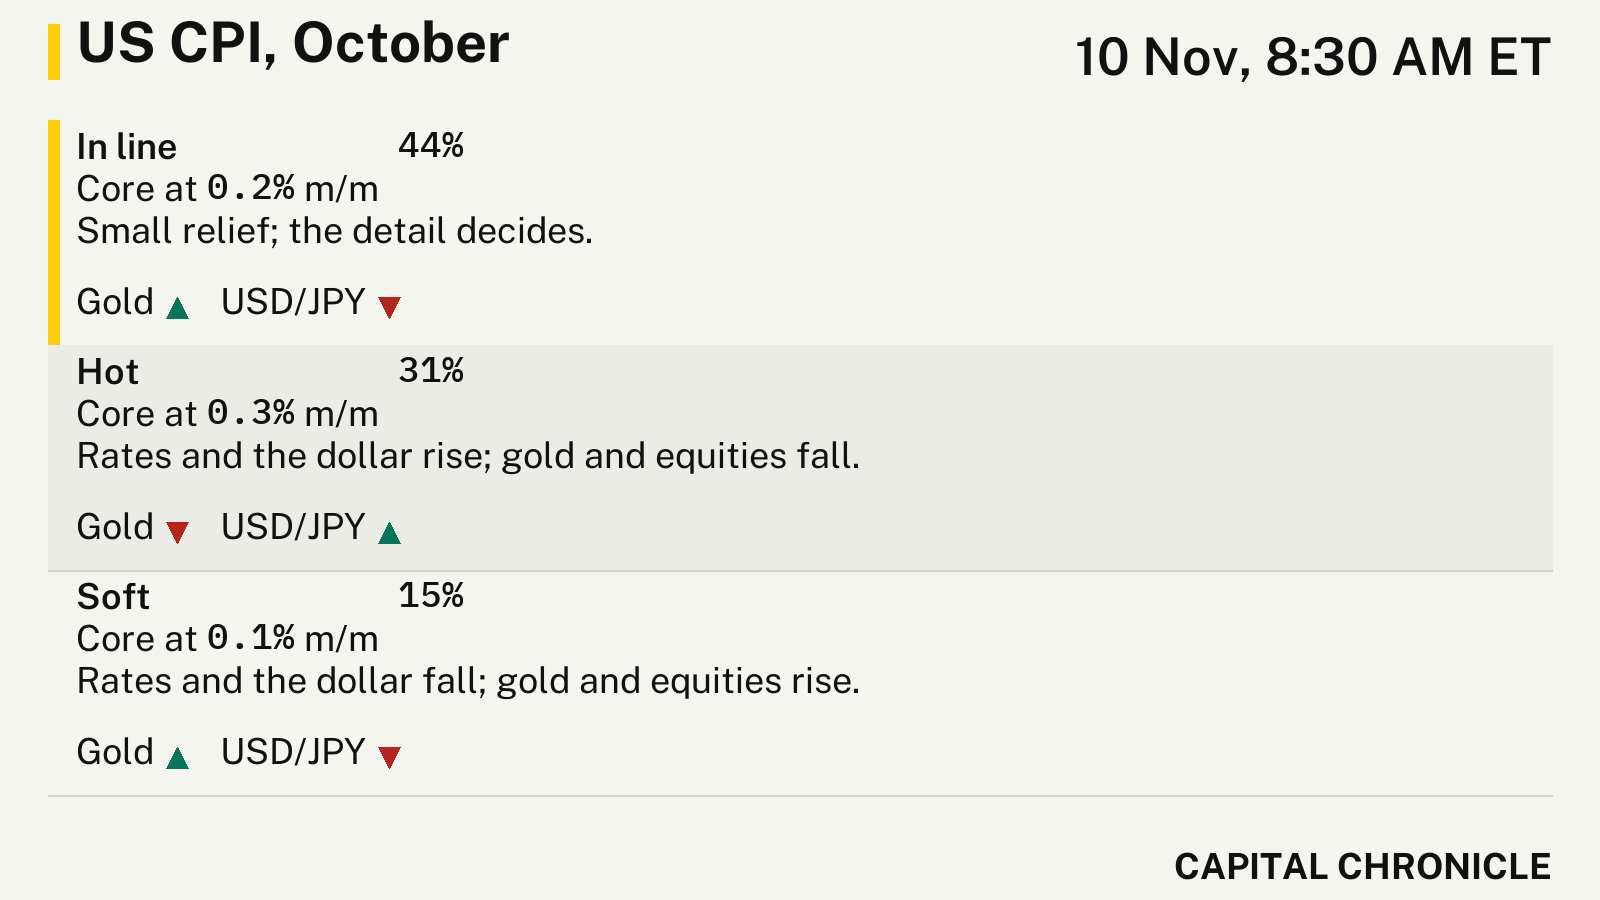 US CPI, October
10 Nov, 8:30 AM ET
In line 44%
Core at 0.2% m/m
Small relief; the detail decides.
Gold ▲ USD/JPY ▼
Hot 31%
Core at 0.3% m/m
Rates and the dollar rise; gold and equities fall.
Gold ▼ USD/JPY ▲
Soft 15%
Core at 0.1% m/m
Rates and the dollar fall; gold and equities rise.
Gold ▲ USD/JPY ▼
CAPITAL CHRONICLE